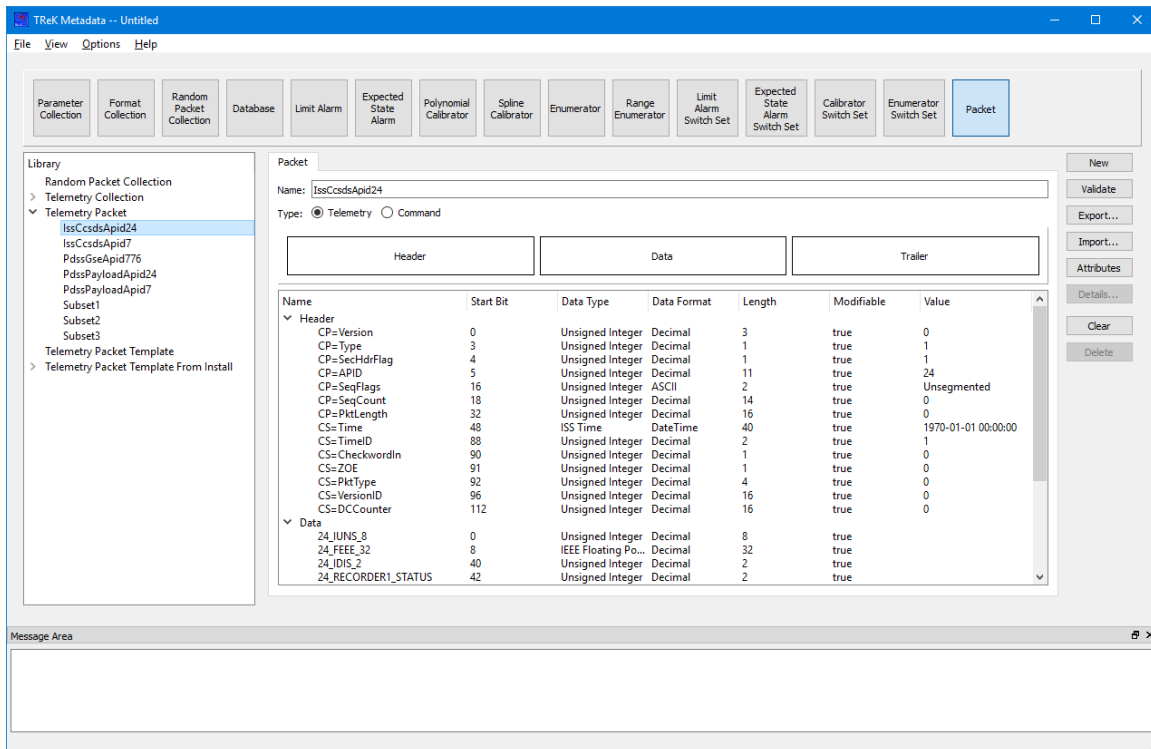 TReK Metadata -- Untitled
File View Options Help
Parameter Collection
Format Collection
Random Packet Collection
Database
Limit Alarm
Expected State Alarm
Polynomial Calibrator
Spline Calibrator
Enumerator
Range Enumerator
Limit Alarm Switch Set
Expected State Alarm Switch Set
Calibrator Switch Set
Enumerator Switch Set
Packet
Library
Random Packet Collection
Telemetry Collection
Telemetry Packet
IssCcsdsApid24
IssCcsdsApid7
PdssGseApid776
PdssPayloadApid24
PdssPayloadApid7
Subset1
Subset2
Subset3
Telemetry Packet Template
Telemetry Packet Template From Install
Packet
Name: IssCcsdsApid24
Type: Telemetry Command
Header Data Trailer
Name Start Bit Data Type Data Format Length Modifiable Value
Header
CP=Version 0 Unsigned Integer Decimal 3 true 0
CP=Type 3 Unsigned Integer Decimal 1 true 1
CP=SecHdrFlag 4 Unsigned Integer Decimal 1 true 1
CP=APID 5 Unsigned Integer Decimal 11 true 24
CP=SeqFlags 16 Unsigned Integer ASCII 2 true Unsegmented
CP=SeqCount 18 Unsigned Integer Decimal 14 true 0
CP=PktLength 32 Unsigned Integer Decimal 16 true 0
CS=Time 48 ISS Time DateTime 40 true 1970-01-01 00:00:00
CS=TimeID 88 Unsigned Integer Decimal 2 true 1
CS=CheckwordIn 90 Unsigned Integer Decimal 1 true 0
CS=ZOE 91 Unsigned Integer Decimal 1 true 0
CS=PktType 92 Unsigned Integer Decimal 4 true 0
CS=VersionID 96 Unsigned Integer Decimal 16 true 0
CS=DCCounter 112 Unsigned Integer Decimal 16 true 0
Data
24_IUNS_8 0 Unsigned Integer Decimal 8 true
24_FEEE_32 8 IEEE Floating Po... Decimal 32 true
24_IDIS_2 40 Unsigned Integer Decimal 2 true
24_RECORDER1_STATUS 42 Unsigned Integer Decimal 2 true
New
Validate
Export...
Import...
Attributes
Details...
Clear
Delete
Message Area